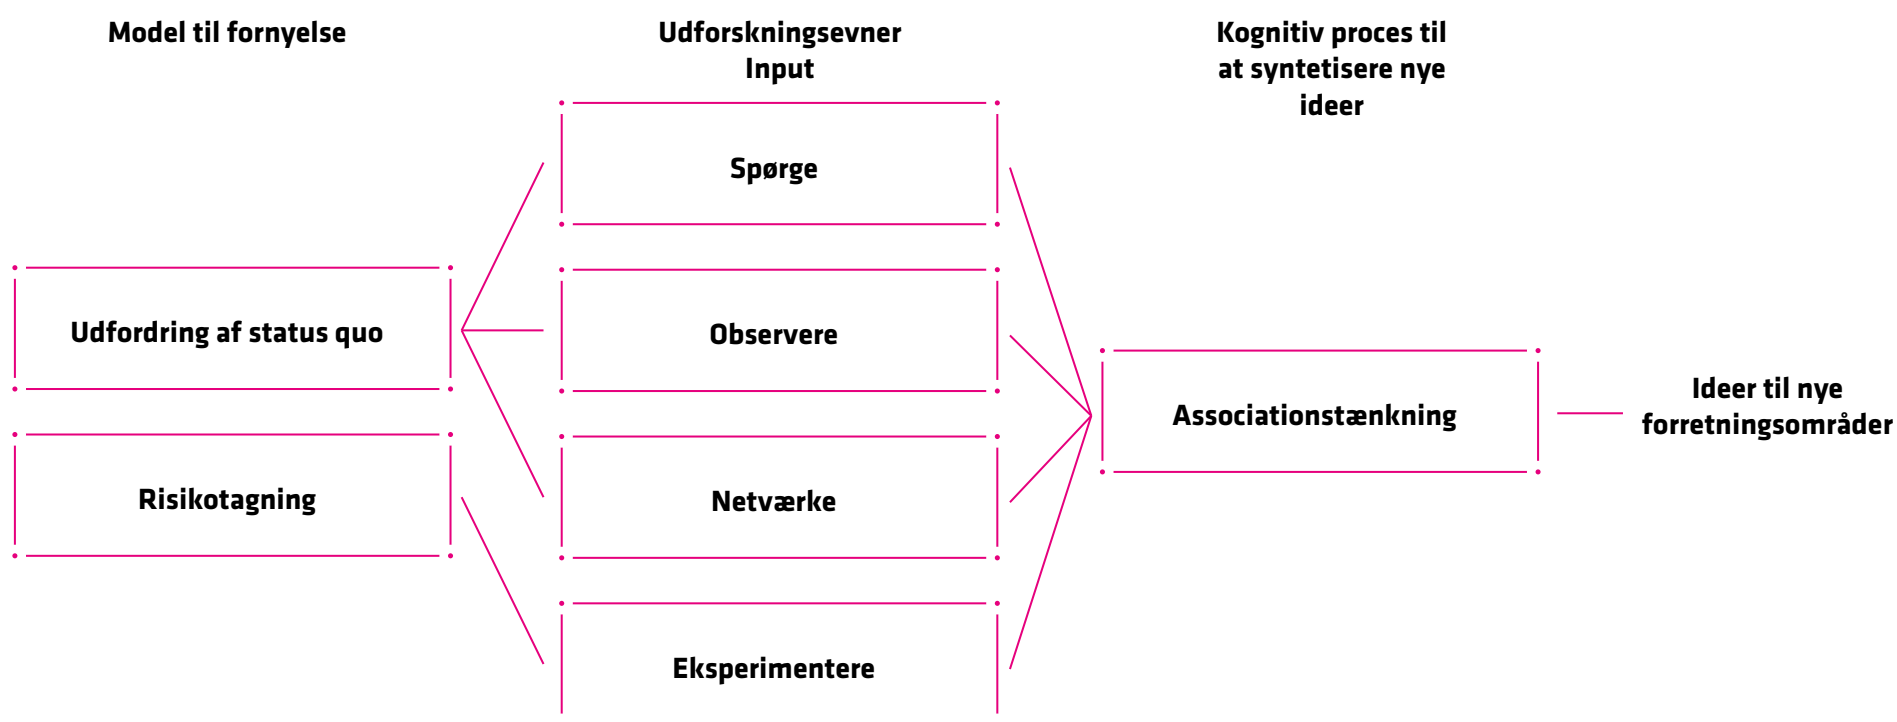 Model til fornyelse
Udforskningsevner
Input
Kognitiv proces til
at syntetisere nye
ideer
Spørge
Udfordring af status quo
Observere
Risikotagning
Netværke
Eksperimentere
Associationstænkning
Ideer til nye
forretningsområder